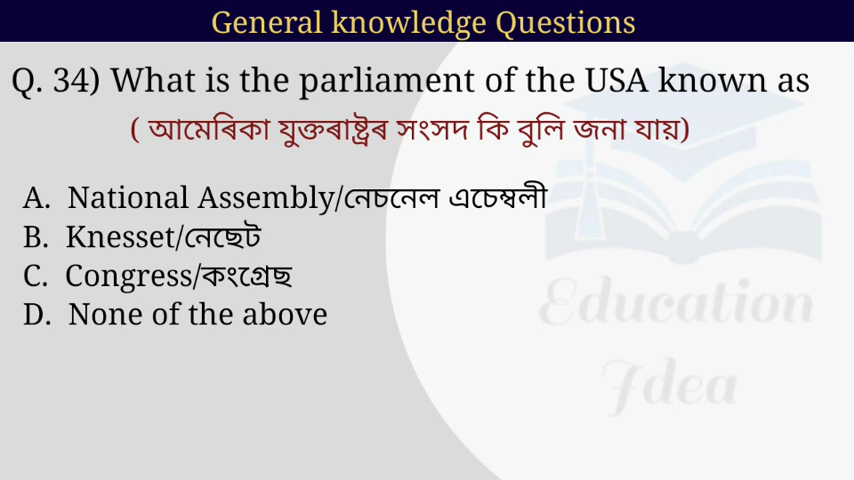 General knowledge Questions
Q. 34) What is the parliament of the USA known as
( আমেৰিকা যুক্তৰাষ্ট্ৰৰ সংসদ কি বুলি জনা যায়)
A. National Assembly/নেচনেল এচেম্বলী
B. Knesset/নেছেট
C. Congress/কংগ্ৰেছ
D. None of the above
Education
Idea